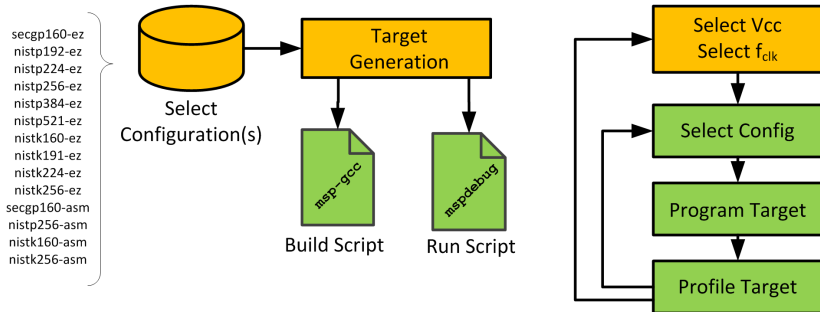 secgp160-ez
nistp192-ez
nistp224-ez
nistp256-ez
nistp384-ez
nistp521-ez
nistk160-ez
nistk191-ez
nistk224-ez
nistk256-ez
secgp160-asm
nistp256-asm
nistk160-asm
nistk256-asm
Select
Configuration(s)
Target
Generation
msp-gcc
Build Script
mspdebug
Run Script
Select Vcc
Select fclk
Select Config
Program Target
Profile Target